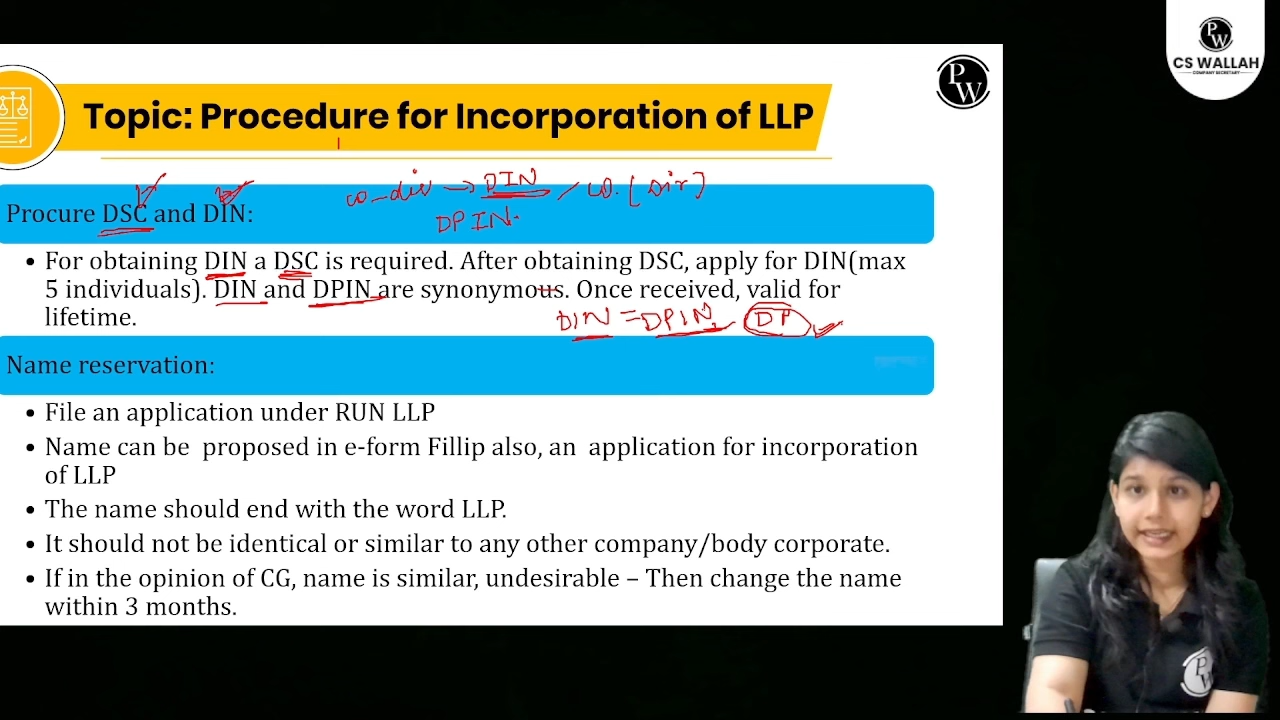 PW
CS WALLAH
COMPANY SECRETARY
PW
Topic: Procedure for Incorporation of LLP
co-dir → DIN / CO. [Dir]
DPIN.
Procure DSC and DIN:
• For obtaining DIN a DSC is required. After obtaining DSC, apply for DIN(max
5 individuals). DIN and DPIN are synonymous. Once received, valid for
lifetime.
DIN = DPIN DP
Name reservation:
• File an application under RUN LLP
• Name can be proposed in e-form Fillip also, an application for incorporation
of LLP
• The name should end with the word LLP.
• It should not be identical or similar to any other company/body corporate.
• If in the opinion of CG, name is similar, undesirable – Then change the name
within 3 months.
PW